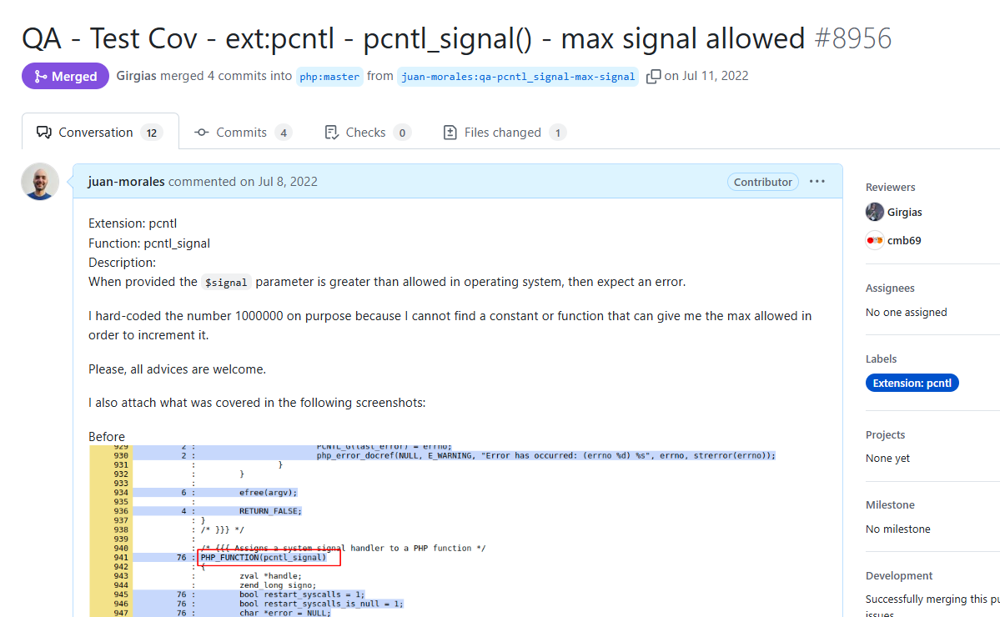 QA - Test Cov - ext:pcntl - pcntl_signal() - max signal allowed #8956
Merged Girgias merged 4 commits into php:master from juan-morales:qa-pcntl_signal-max-signal on Jul 11, 2022
Conversation 12 Commits 4 Checks 0 Files changed 1
juan-morales commented on Jul 8, 2022 Contributor ...
Extension: pcntl
Function: pcntl_signal
Description:
When provided the $signal parameter is greater than allowed in operating system, then expect an error.
I hard-coded the number 1000000 on purpose because I cannot find a constant or function that can give me the max allowed in
order to increment it.
Please, all advices are welcome.
I also attach what was covered in the following screenshots:
Before
929 2 : PCNTL_G(last_error) = errno;
930 2 : php_error_docref(NULL, E_WARNING, "Error has occurred: (errno %d) %s", errno, strerror(errno));
931 : }
932 : }
933 :
934 6 : efree(argv);
935 :
936 4 : RETURN_FALSE;
937 : }
938 : /* }}} */
939 :
940 : /* {{{ Assigns a system signal handler to a PHP function */
941 76 : PHP_FUNCTION(pcntl_signal)
942 : {
943 : zval *handle;
944 : zend_long signo;
945 76 : bool restart_syscalls = 1;
946 76 : bool restart_syscalls_is_null = 1;
947 76 : char *error = NULL;
Reviewers
Girgias
cmb69
Assignees
No one assigned
Labels
Extension: pcntl
Projects
None yet
Milestone
No milestone
Development
Successfully merging this pu
issues.